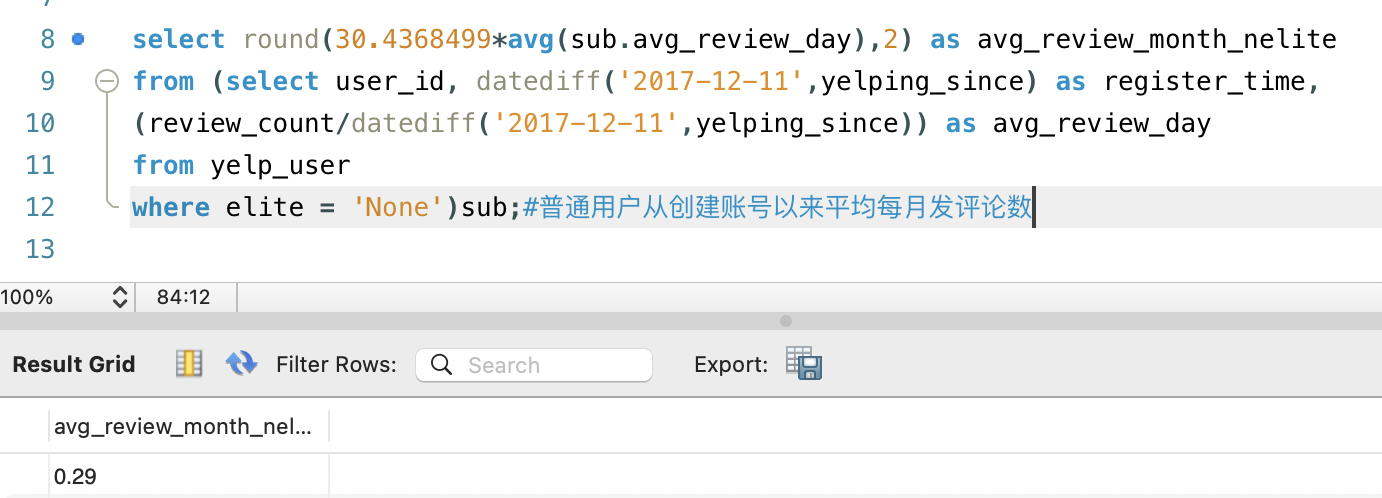 8 select round(30.4368499*avg(sub.avg_review_day),2) as avg_review_month_nelite
9 from (select user_id, datediff('2017-12-11',yelping_since) as register_time,
10 (review_count/datediff('2017-12-11',yelping_since)) as avg_review_day
11 from yelp_user
12 where elite = 'None')sub;#普通用户从创建账号以来平均每月发评论数
13
100% 84:12
Result Grid Filter Rows: Search Export:
avg_review_month_nel...
0.29